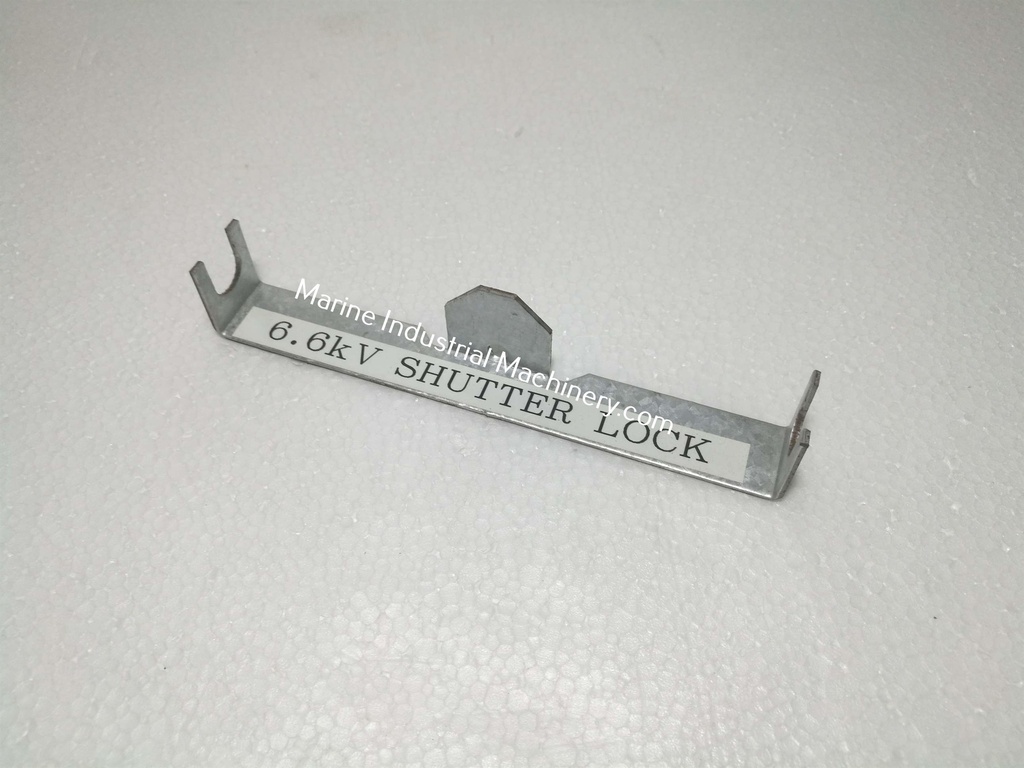 Marine Industrial Machinery.com
6.6kV SHUTTER LOCK